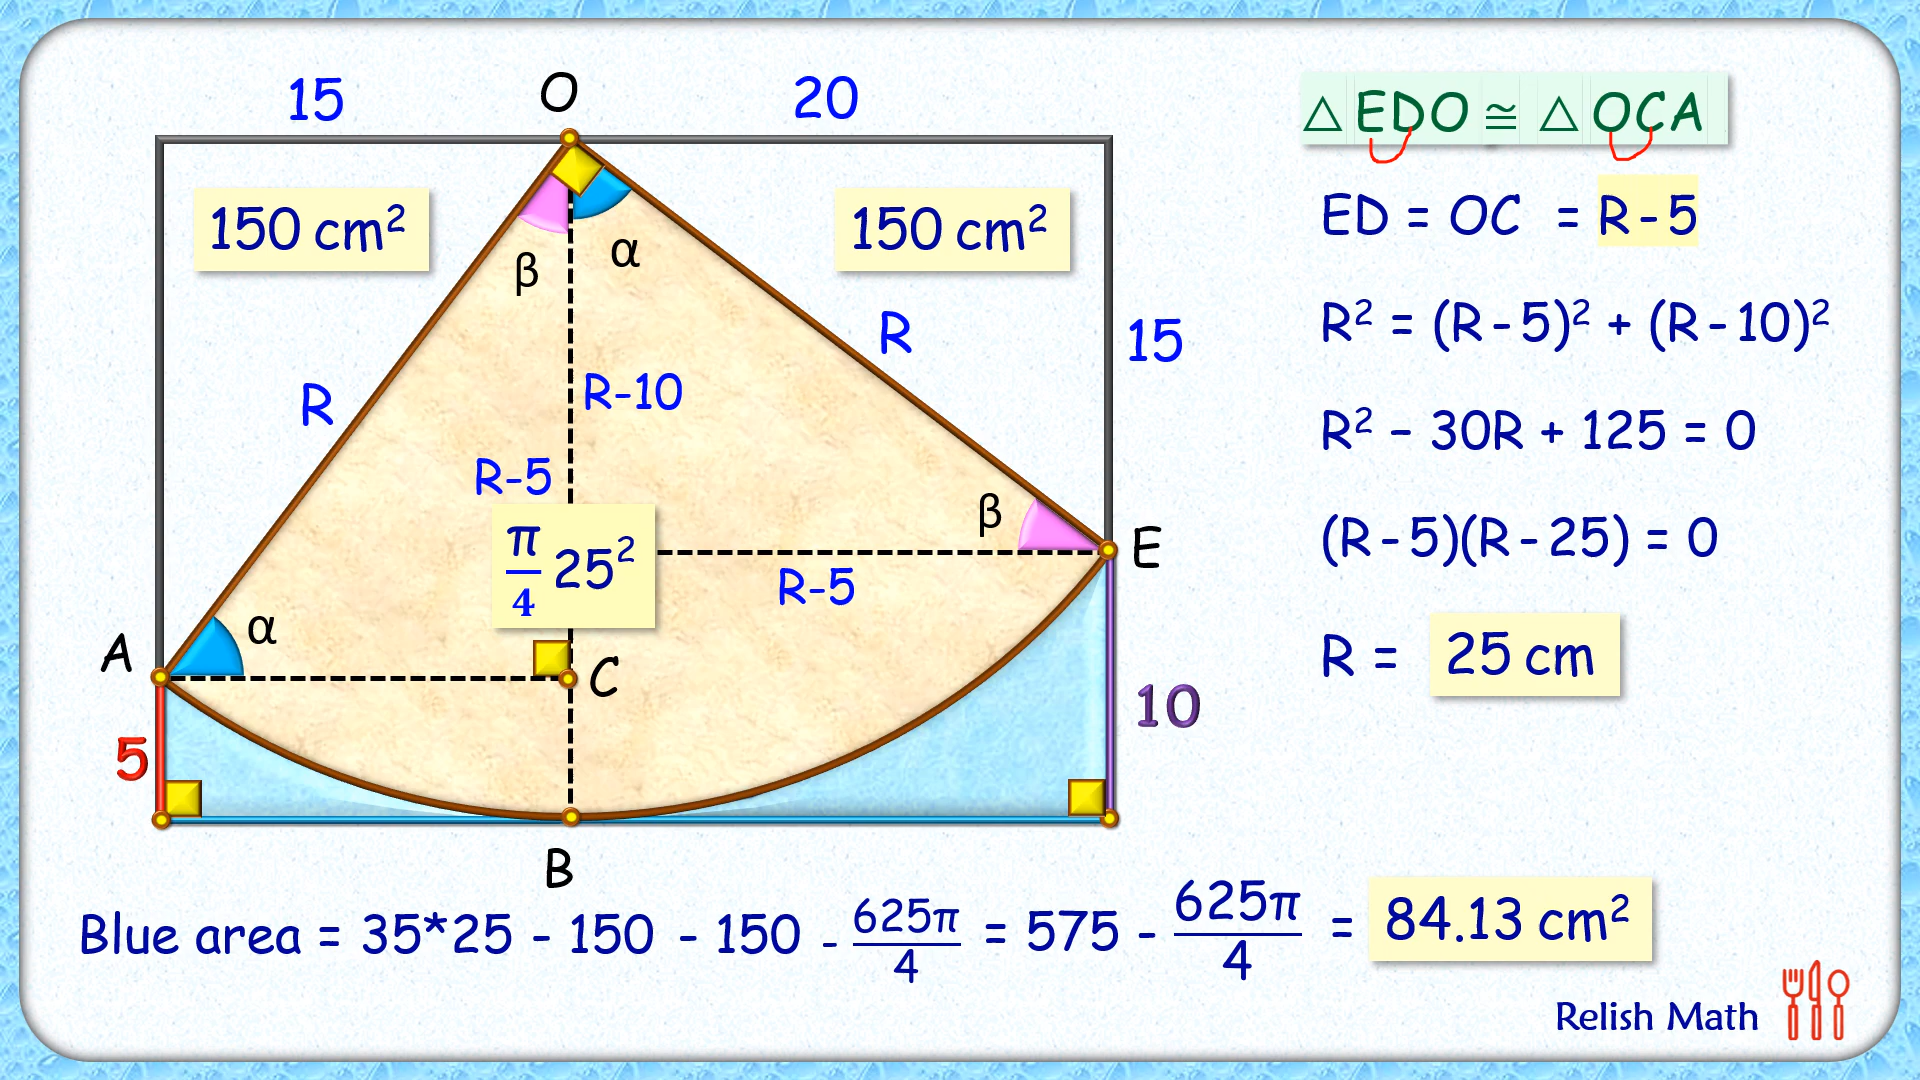 15
O
20
△ EDO ≅ △ OCA
150 cm²
150 cm²
ED = OC = R - 5
β
α
R² = (R - 5)² + (R - 10)²
R
15
R
R-10
R² - 30R + 125 = 0
R-5
β
E
(R - 5)(R - 25) = 0
π/4 25²
R-5
A
α
C
R = 25 cm
5
10
B
Blue area = 35*25 - 150 - 150 - 625π/4 = 575 - 625π/4 = 84.13 cm²
Relish Math